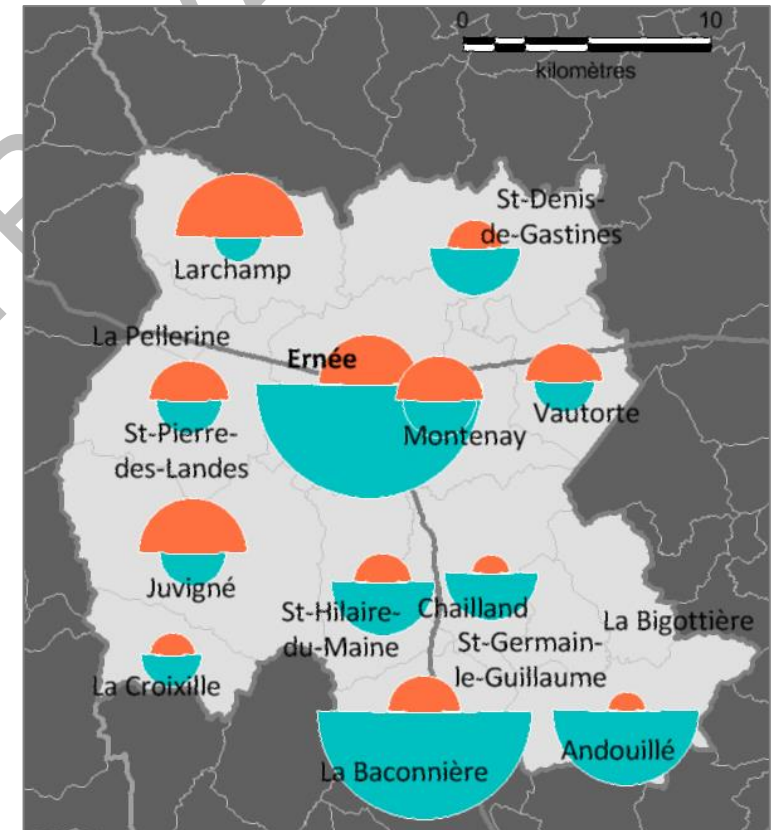 0 10
kilomètres
St-Denis-
de-Gastines
Larchamp
La Pellerine
Ernée
Vautorte
Montenay
St-Pierre-
des-Landes
Juvigné
St-Hilaire-
du-Maine
Chailland
La Bigottière
St-Germain-
le-Guillaume
La Croixille
Andouillé
La Baconnière